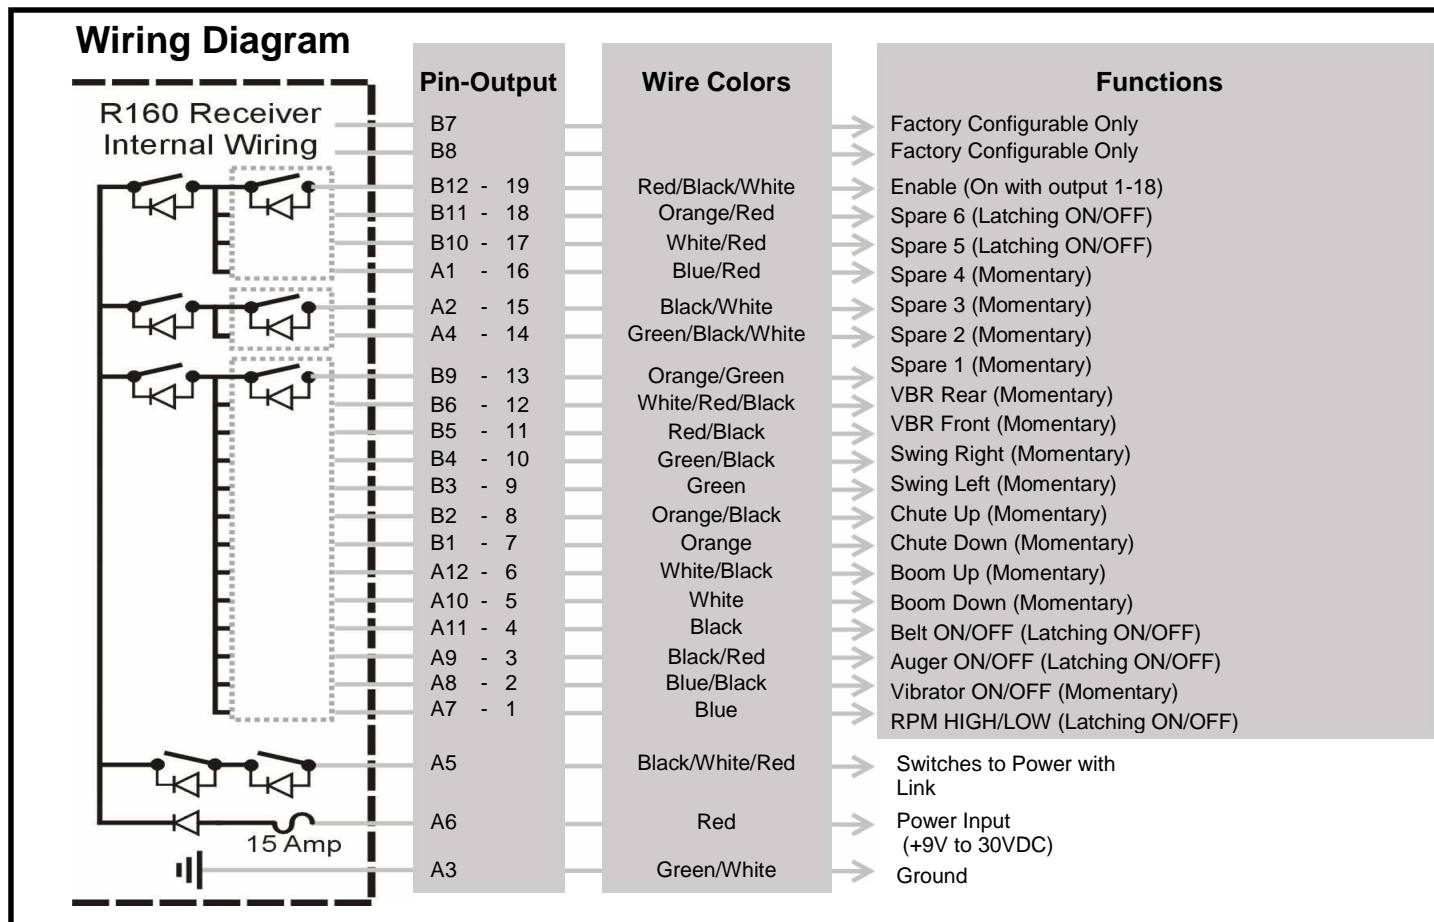 Wiring Diagram
Pin-Output Wire Colors Functions
R160 Receiver
Internal Wiring
B7 Factory Configurable Only
B8 Factory Configurable Only
B12 - 19 Red/Black/White Enable (On with output 1-18)
B11 - 18 Orange/Red Spare 6 (Latching ON/OFF)
B10 - 17 White/Red Spare 5 (Latching ON/OFF)
A1 - 16 Blue/Red Spare 4 (Momentary)
A2 - 15 Black/White Spare 3 (Momentary)
A4 - 14 Green/Black/White Spare 2 (Momentary)
B9 - 13 Orange/Green Spare 1 (Momentary)
B6 - 12 White/Red/Black VBR Rear (Momentary)
B5 - 11 Red/Black VBR Front (Momentary)
B4 - 10 Green/Black Swing Right (Momentary)
B3 - 9 Green Swing Left (Momentary)
B2 - 8 Orange/Black Chute Up (Momentary)
B1 - 7 Orange Chute Down (Momentary)
A12 - 6 White/Black Boom Up (Momentary)
A10 - 5 White Boom Down (Momentary)
A11 - 4 Black Belt ON/OFF (Latching ON/OFF)
A9 - 3 Black/Red Auger ON/OFF (Latching ON/OFF)
A8 - 2 Blue/Black Vibrator ON/OFF (Momentary)
A7 - 1 Blue RPM HIGH/LOW (Latching ON/OFF)
A5 Black/White/Red Switches to Power with
Link
A6 Red Power Input
(+9V to 30VDC)
15 Amp
A3 Green/White Ground